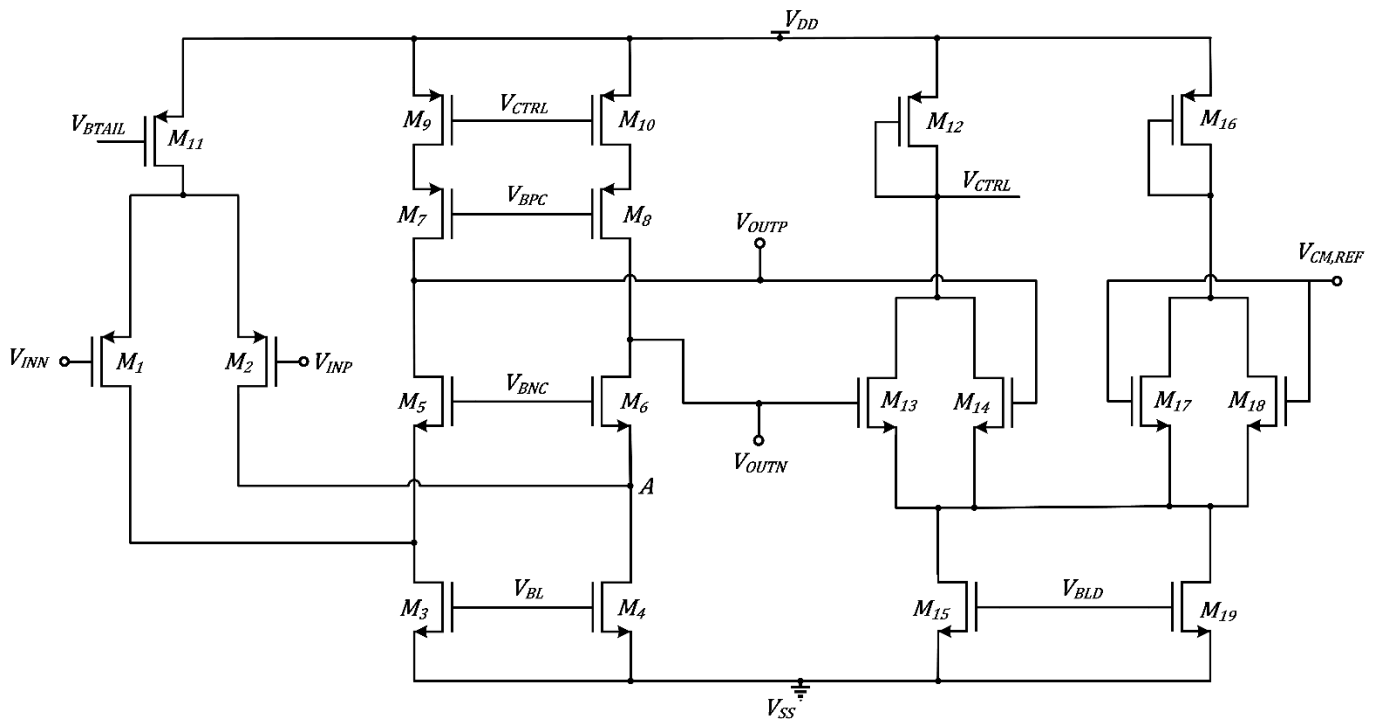 V_DD
M_9 V_CTRL M_10
V_BTAIL M_11
M_12
M_16
V_CTRL
M_7 V_BPC M_8
V_OUTP
V_CM,REF
V_INN M_1 M_2 V_INP
M_5 V_BNC M_6
M_13 M_14
M_17 M_18
V_OUTN
A
M_3 V_BL M_4
M_15 V_BLD M_19
V_SS